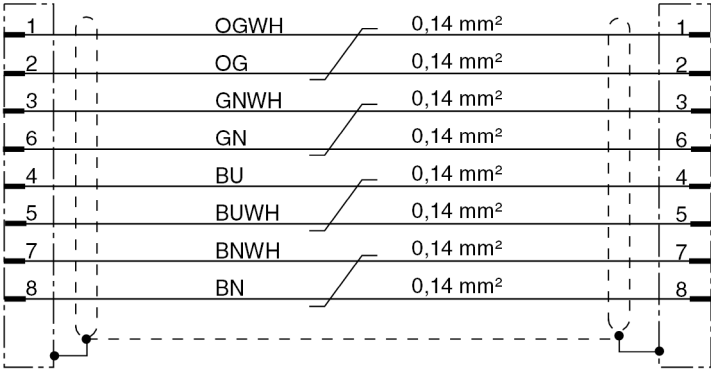 1 OGWH 0,14 mm² 1
2 OG 0,14 mm² 2
3 GNWH 0,14 mm² 3
6 GN 0,14 mm² 6
4 BU 0,14 mm² 4
5 BUWH 0,14 mm² 5
7 BNWH 0,14 mm² 7
8 BN 0,14 mm² 8